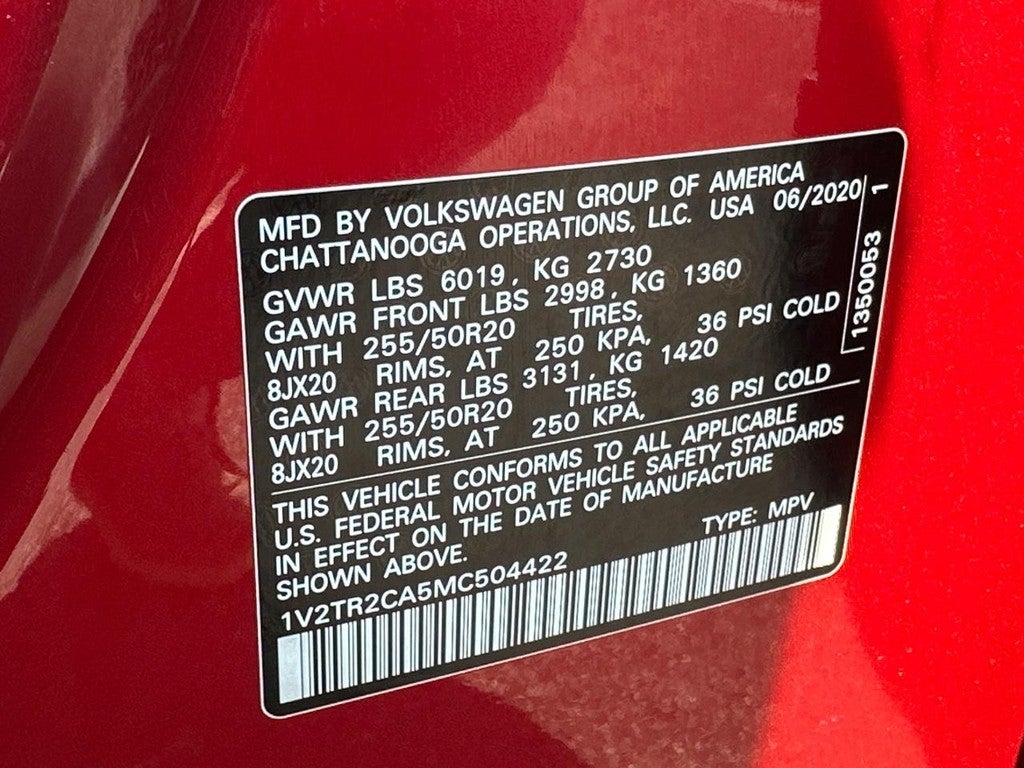 MFD BY VOLKSWAGEN GROUP OF AMERICA
CHATTANOOGA OPERATIONS, LLC. USA 06/2020
GVWR LBS 6019, KG 2730
GAWR FRONT LBS 2998, KG 1360
WITH 255/50R20 TIRES,
8JX20 RIMS, AT 250 KPA, 36 PSI COLD
GAWR REAR LBS 3131, KG 1420
WITH 255/50R20 TIRES,
8JX20 RIMS, AT 250 KPA, 36 PSI COLD
1350053 1
THIS VEHICLE CONFORMS TO ALL APPLICABLE
U.S. FEDERAL MOTOR VEHICLE SAFETY STANDARDS
IN EFFECT ON THE DATE OF MANUFACTURE
SHOWN ABOVE. TYPE: MPV
1V2TR2CA5MC504422